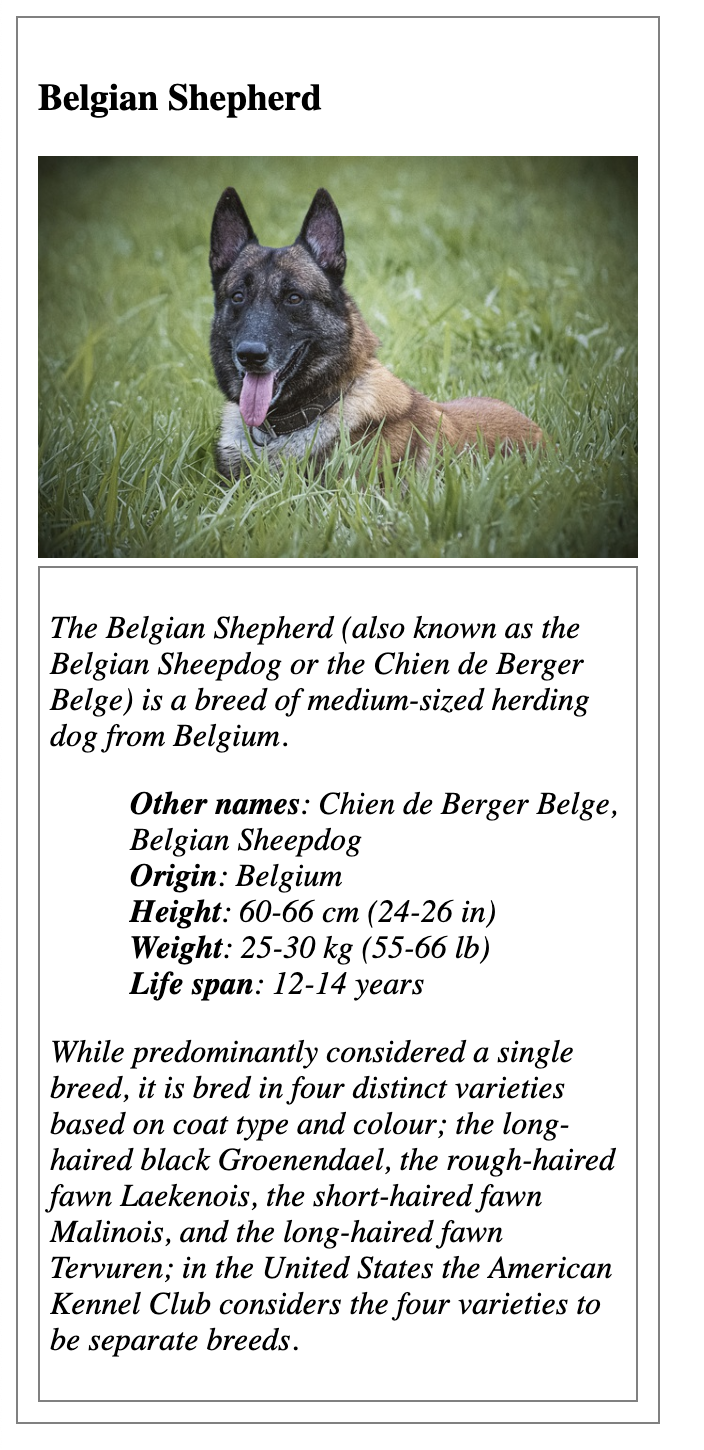 Belgian Shepherd
The Belgian Shepherd (also known as the
Belgian Sheepdog or the Chien de Berger
Belge) is a breed of medium-sized herding
dog from Belgium.
Other names: Chien de Berger Belge,
Belgian Sheepdog
Origin: Belgium
Height: 60-66 cm (24-26 in)
Weight: 25-30 kg (55-66 lb)
Life span: 12-14 years
While predominantly considered a single
breed, it is bred in four distinct varieties
based on coat type and colour; the long-
haired black Groenendael, the rough-haired
fawn Laekenois, the short-haired fawn
Malinois, and the long-haired fawn
Tervuren; in the United States the American
Kennel Club considers the four varieties to
be separate breeds.